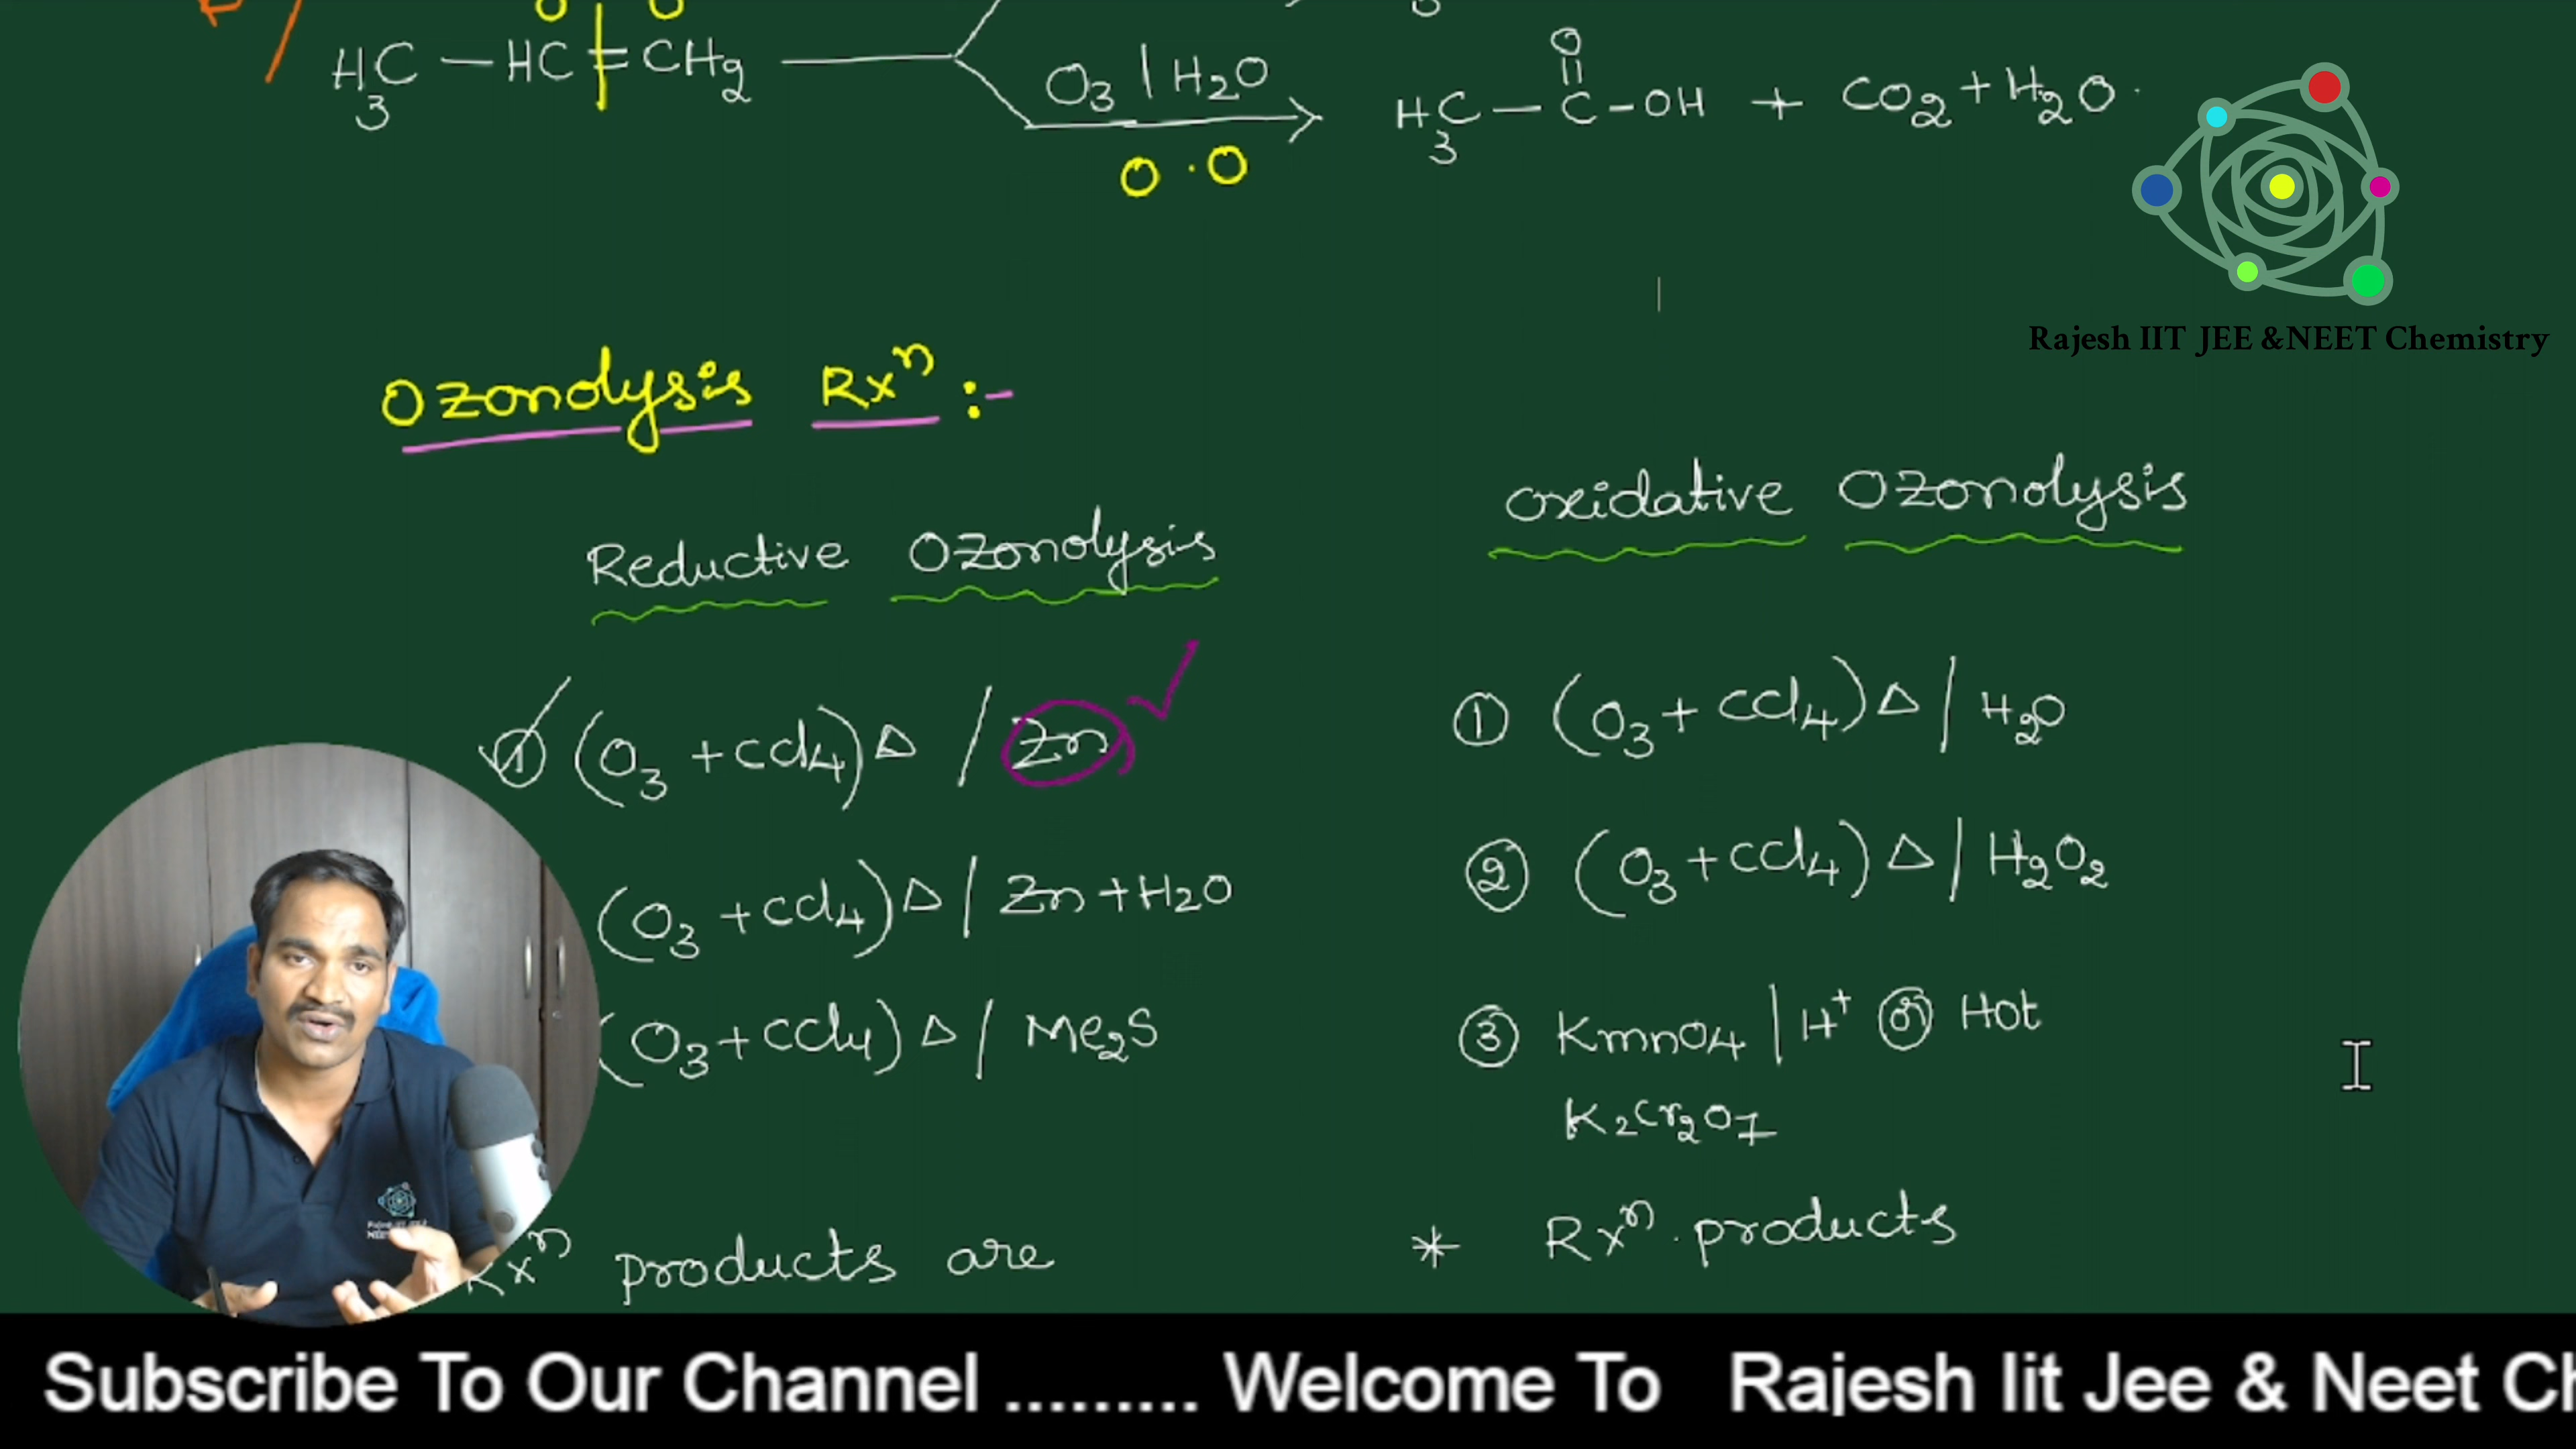 H3C — HC = CH2
O3 | H2O
O.O
H3C — C — OH + CO2 + H2O.
O
Rajesh IIT JEE &NEET Chemistry
Ozonolysis Rxⁿ :-
Reductive Ozonolysis
① (O3 + ccl4) Δ / Zn
(O3 + ccl4) Δ / Zn + H2O
(O3 + ccl4) Δ / Me2S
Rxⁿ products are
oxidative Ozonolysis
① (O3 + ccl4) Δ / H2O
② (O3 + ccl4) Δ / H2O2
③ KmnO4 | H⁺ or Hot
K2Cr2O7
* Rxⁿ. products
Subscribe To Our Channel ......... Welcome To Rajesh Iit Jee & Neet Ch